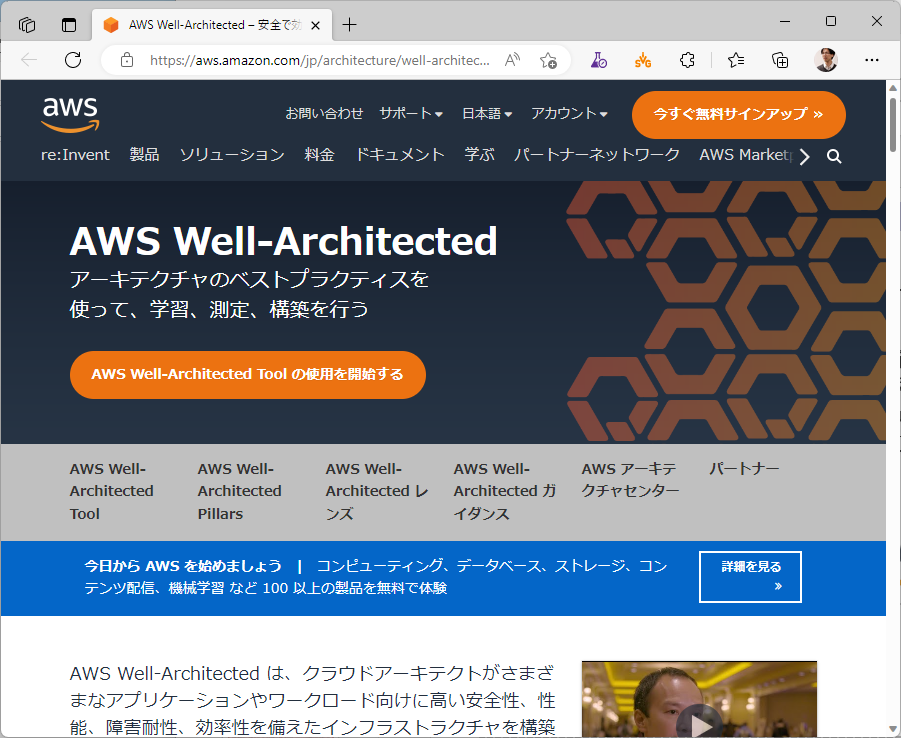 AWS Well-Architected – 安全で効
https://aws.amazon.com/jp/architecture/well-architec...
aws
お問い合わせ サポート 日本語 アカウント 今すぐ無料サインアップ »
re:Invent 製品 ソリューション 料金 ドキュメント 学ぶ パートナーネットワーク AWS Marketp
AWS Well-Architected
アーキテクチャのベストプラクティスを
使って、学習、測定、構築を行う
AWS Well-Architected Tool の使用を開始する
AWS Well-
Architected
Tool
AWS Well-
Architected
Pillars
AWS Well-
Architected レ
ンズ
AWS Well-
Architected ガ
イダンス
AWS アーキテ
クチャセンター
パートナー
今日から AWS を始めましょう | コンピューティング、データベース、ストレージ、コン
テンツ配信、機械学習 など 100 以上の製品を無料で体験
詳細を見る
»
AWS Well-Architected は、クラウドアーキテクトがさまざ
まなアプリケーションやワークロード向けに高い安全性、性
能、障害耐性、効率性を備えたインフラストラクチャを構築